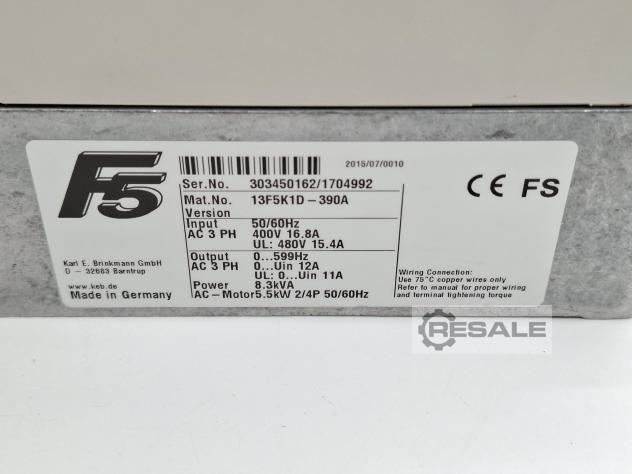 F5
2015/07/0010
Ser.No. 303450162/1704992
Mat.No. 13F5K1D-390A
Version
Input 50/60Hz
AC 3 PH 400V 16.8A
UL: 480V 15.4A
Output 0...599Hz
AC 3 PH 0...Uin 12A
UL: 0...Uin 11A
Power 8.3kVA
AC-Motor 5.5kW 2/4P 50/60Hz
Karl E. Brinkmann GmbH
D - 32683 Barntrup
www.keb.de
Made in Germany
CE FS
Wiring Connection:
Use 75°C copper wires only
Refer to manual for proper wiring
and terminal tightening torque
RESALE